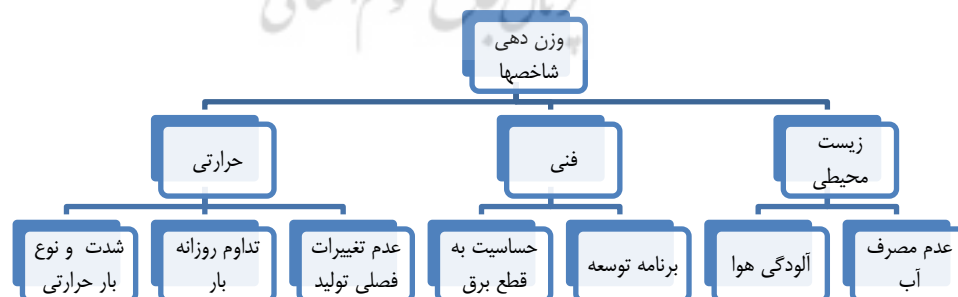 وزن دهی
شاخصها
زیست
محیطی
فنی
حرارتی
عدم مصرف
آب
آلودگی هوا
برنامه توسعه
حساسیت به
قطع برق
عدم تغییرات
فصلی تولید
تداوم روزانه
بار
شدت و نوع
بار حرارتی